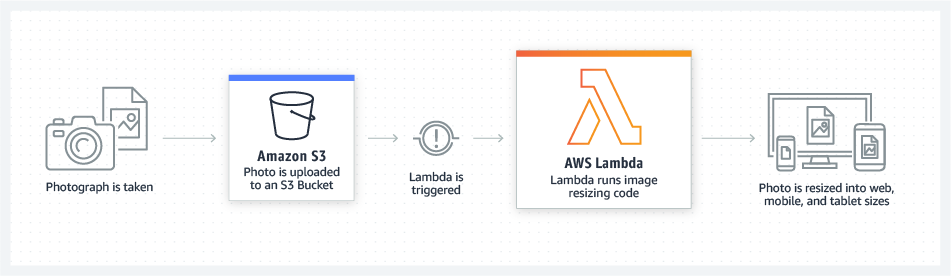 Photograph is taken
Amazon S3
Photo is uploaded
to an S3 Bucket
Lambda is
triggered
AWS Lambda
Lambda runs image
resizing code
Photo is resized into web,
mobile, and tablet sizes